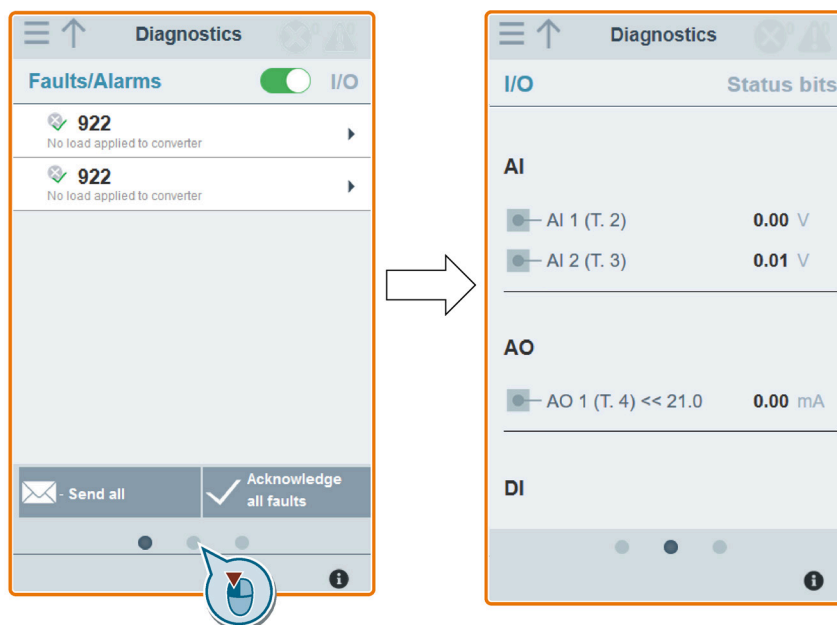 Diagnostics
Faults/Alarms I/O
922
No load applied to converter
922
No load applied to converter
- Send all
Acknowledge
all faults
Diagnostics
I/O Status bits
AI
AI 1 (T. 2) 0.00 V
AI 2 (T. 3) 0.01 V
AO
AO 1 (T. 4) << 21.0 0.00 mA
DI